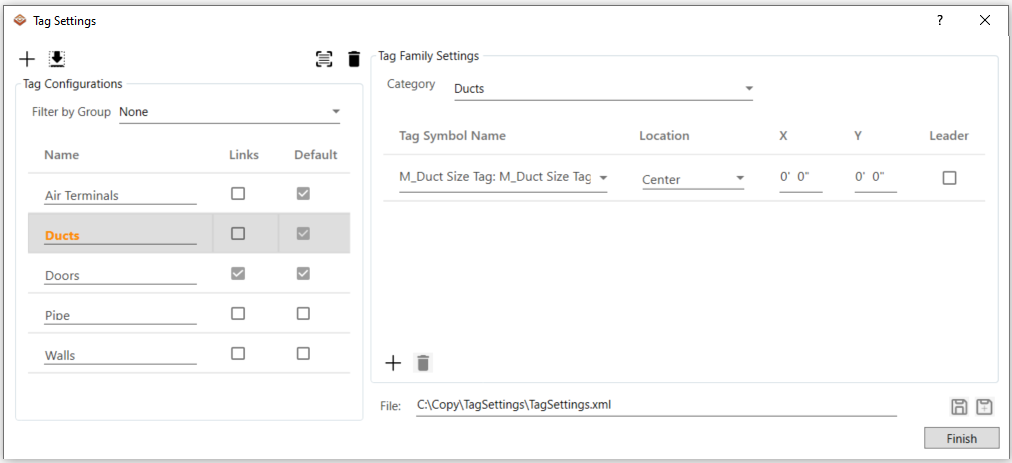 Tag Settings
?
Tag Configurations
Filter by Group None
Name Links Default
Air Terminals
Ducts
Doors
Pipe
Walls
Tag Family Settings
Category Ducts
Tag Symbol Name Location X Y Leader
M_Duct Size Tag: M_Duct Size Tag Center 0' 0" 0' 0"
File: C:\Copy\TagSettings\TagSettings.xml
Finish